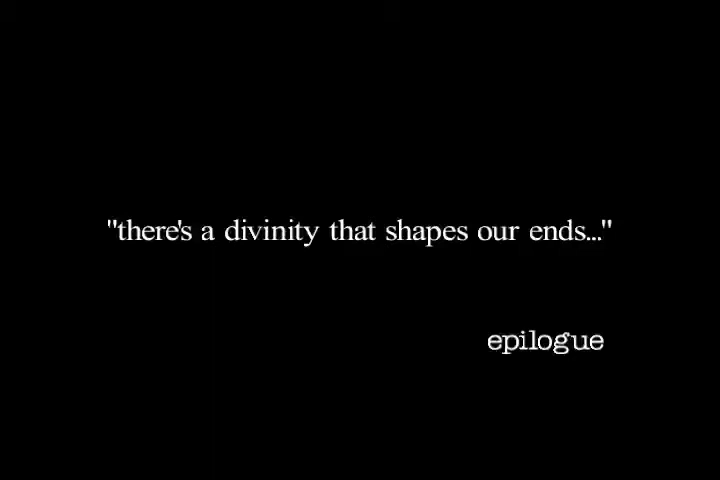 "there's a divinity that shapes our ends..."
epilogue